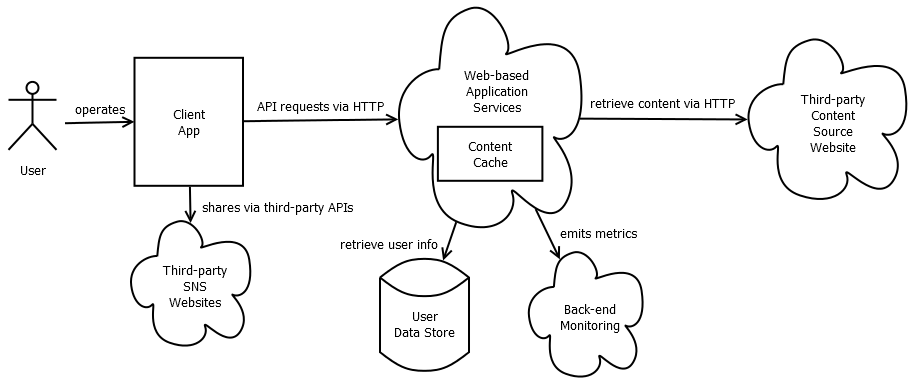 Web-based
Application
Services
operates
Client
App
API requests via HTTP
retrieve content via HTTP
Third-party
Content
Source
Website
Content
Cache
User
shares via third-party APIs
emits metrics
retrieve user info
Third-party
SNS
Websites
User
Data Store
Back-end
Monitoring